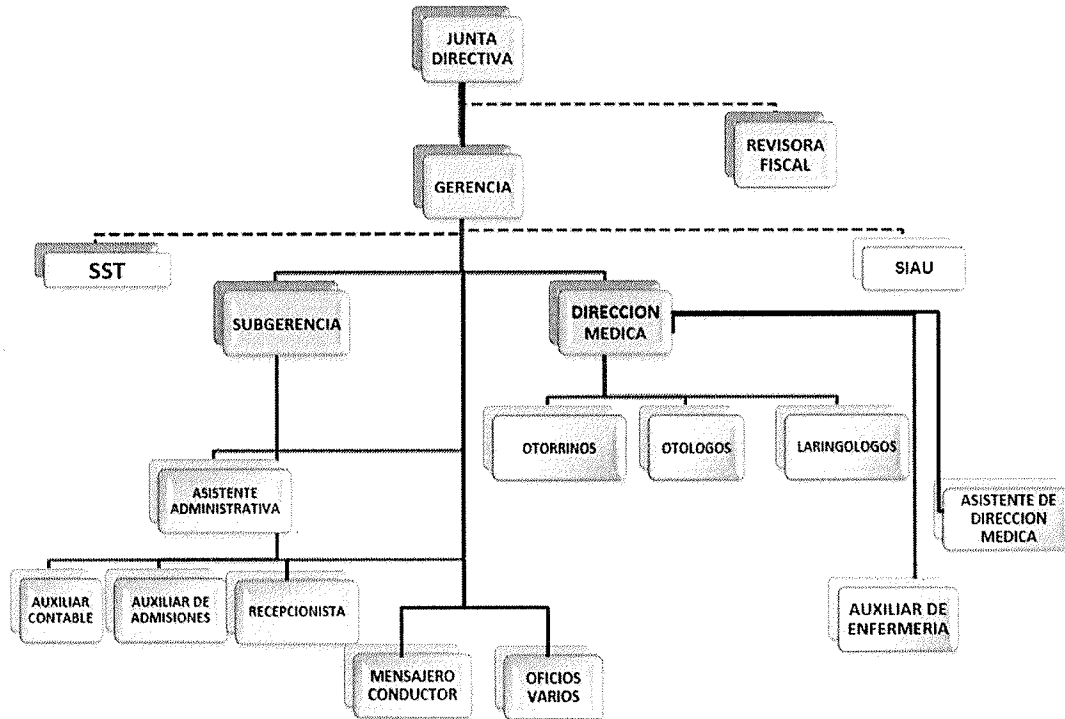 JUNTA
DIRECTIVA
REVISORA
FISCAL
GERENCIA
SST
SIAU
SUBGERENCIA
DIRECCION
MEDICA
OTORRINOS
OTOLOGOS
LARINGOLOGOS
ASISTENTE
ADMINISTRATIVA
ASISTENTE DE
DIRECCION
MEDICA
AUXILIAR
CONTABLE
AUXILIAR DE
ADMISIONES
RECEPCIONISTA
AUXILIAR DE
ENFERMERIA
MENSAJERO
CONDUCTOR
OFICIOS
VARIOS